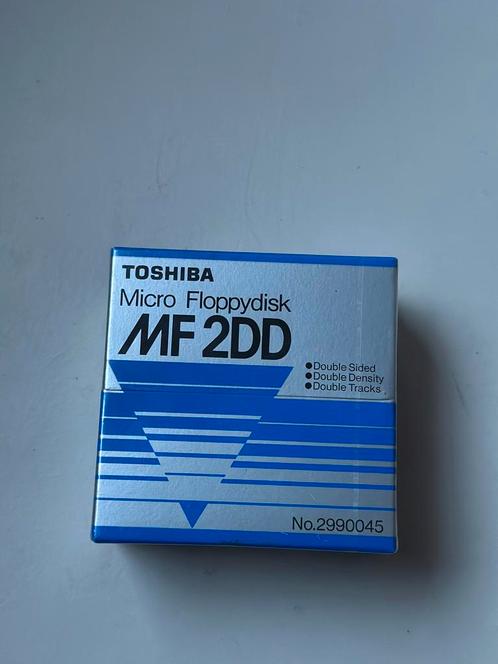 TOSHIBA
Micro Floppydisk
MF 2DD
●Double Sided
●Double Density
●Double Tracks
No.2990045